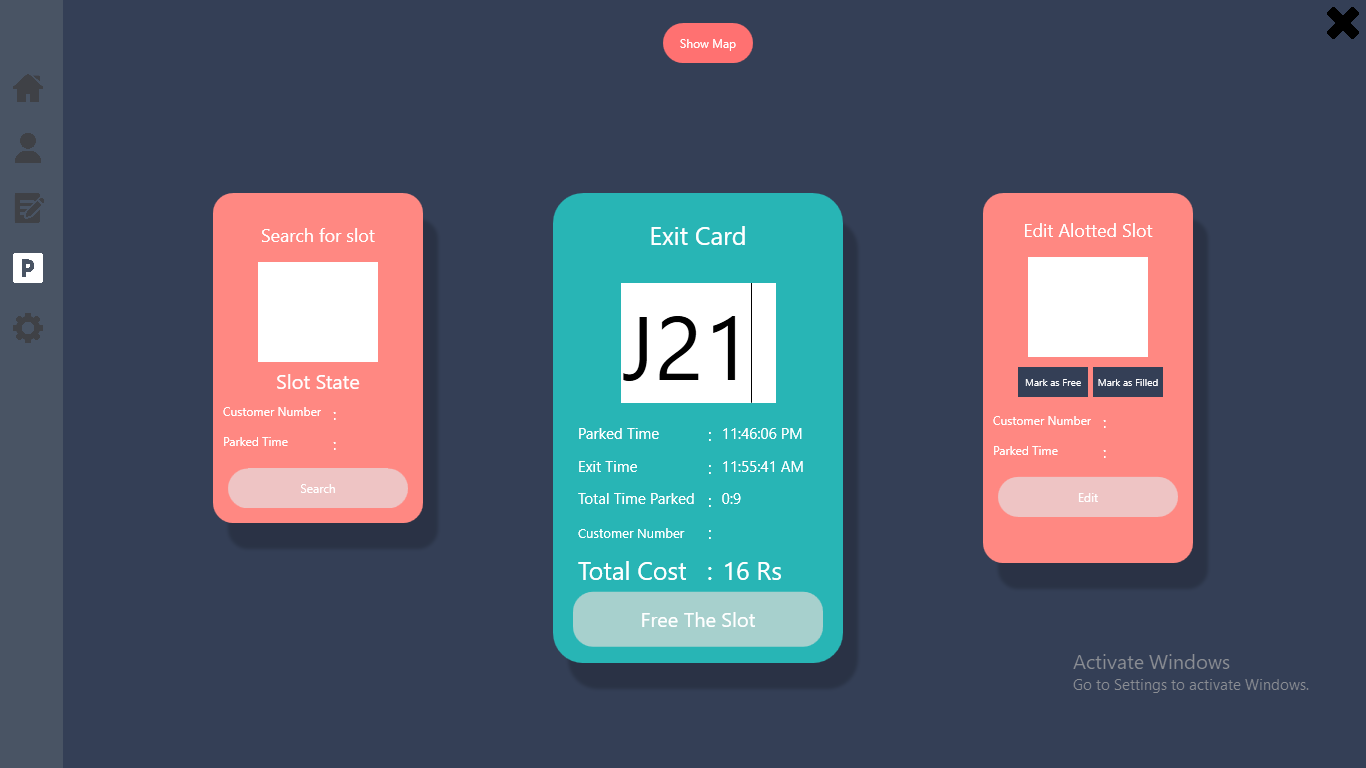 Show Map
P
Search for slot
Slot State
Customer Number :
Parked Time :
Search
Exit Card
J21
Parked Time : 11:46:06 PM
Exit Time : 11:55:41 AM
Total Time Parked : 0:9
Customer Number :
Total Cost : 16 Rs
Free The Slot
Edit Alotted Slot
Mark as Free Mark as Filled
Customer Number :
Parked Time :
Edit
Activate Windows
Go to Settings to activate Windows.